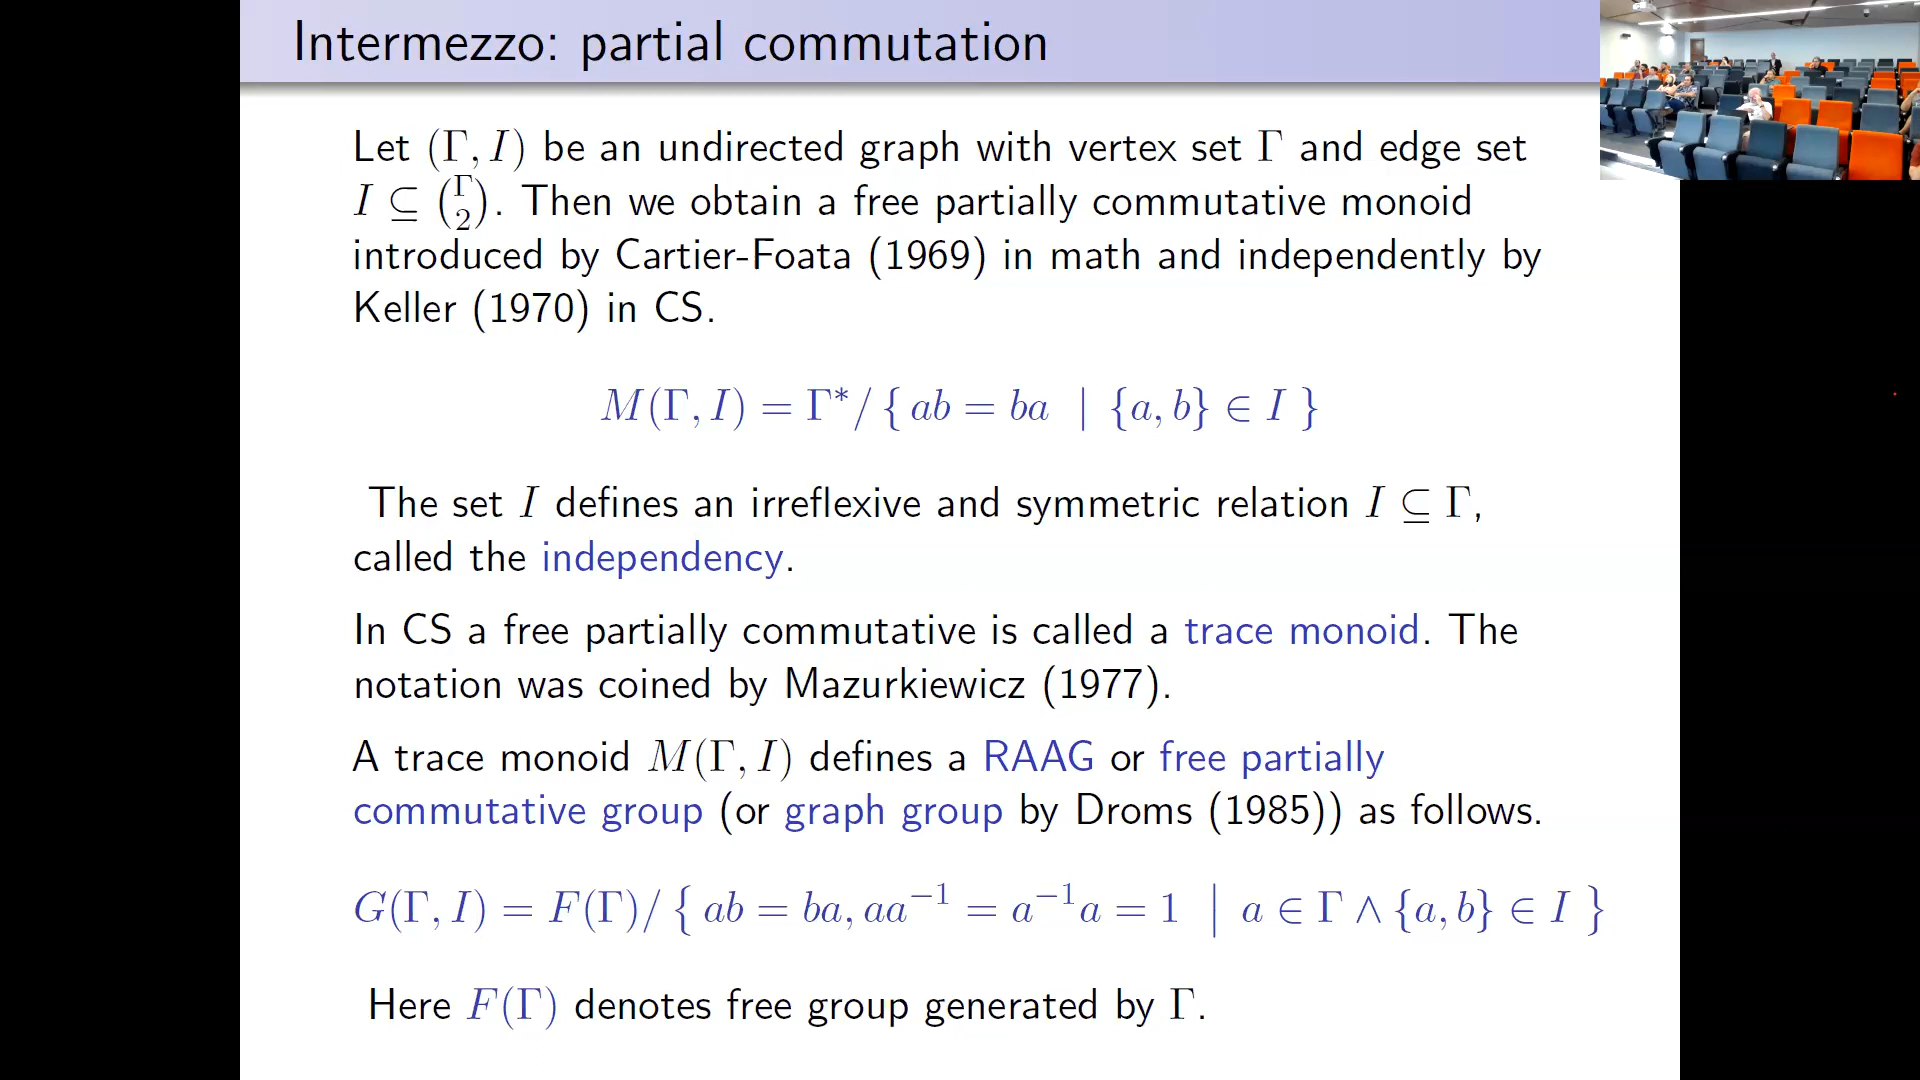 Intermezzo: partial commutation
Let (Γ, I) be an undirected graph with vertex set Γ and edge set
I ⊆ (Γ 2). Then we obtain a free partially commutative monoid
introduced by Cartier-Foata (1969) in math and independently by
Keller (1970) in CS.
M(Γ, I) = Γ*/ { ab = ba | {a, b} ∈ I }
The set I defines an irreflexive and symmetric relation I ⊆ Γ,
called the independency.
In CS a free partially commutative is called a trace monoid. The
notation was coined by Mazurkiewicz (1977).
A trace monoid M(Γ, I) defines a RAAG or free partially
commutative group (or graph group by Droms (1985)) as follows.
G(Γ, I) = F(Γ)/ { ab = ba, aa⁻¹ = a⁻¹a = 1 | a ∈ Γ ∧ {a, b} ∈ I }
Here F(Γ) denotes free group generated by Γ.